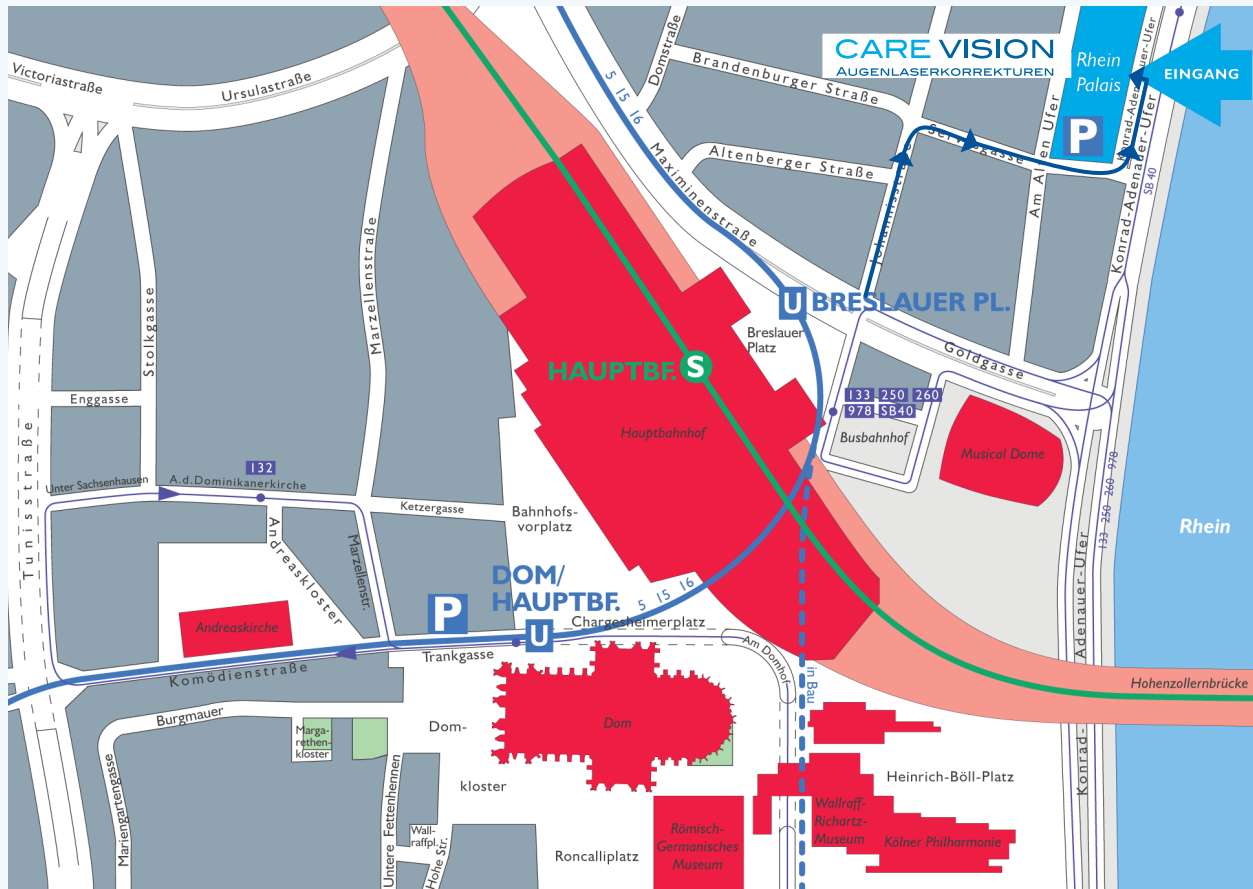 CARE VISION
AUGENLASERKORREKTUREN
Rhein
Palais
EINGANG
P
Konrad-Adenauer-Ufer
Konrad-Adenauer-Ufer
SB 40
Victoriastraße
Ursulastraße
Domstraße
Brandenburger Straße
Servasgasse
Altenberger Straße
Am Alten Ufer
Johannisstraße
5 15 16
Maximinenstraße
Marzellenstraße
Stolkgasse
U BRESLAUER PL.
Breslauer
Platz
Goldgasse
HAUPTBF. S
Hauptbahnhof
133 250 260
978 SB40
Busbahnhof
Musical Dome
Enggasse
Tunisstraße
132
Unter Sachsenhausen
A.d.Dominikanerkirche
Ketzergasse
Bahnhofs-
vorplatz
Andreaskloster
Marzellenstr.
133 250 260 978
Rhein
DOM/
HAUPTBF.
P
U
5 15 16
Chargesheimerplatz
Andreaskirche
Trankgasse
Komödienstraße
Am Domhof
in Bau
Konrad-Adenauer-Ufer
Hohenzollernbrücke
Burgmauer
Marga-
rethen-
kloster
Dom-
kloster
Dom
Mariengartengasse
Untere Fettenhennen
Wall-
raffpl.
Hohe Str.
Roncalliplatz
Römisch-
Germanisches
Museum
Heinrich-Böll-Platz
Wallraff-
Richartz-
Museum
Kölner Philharmonie